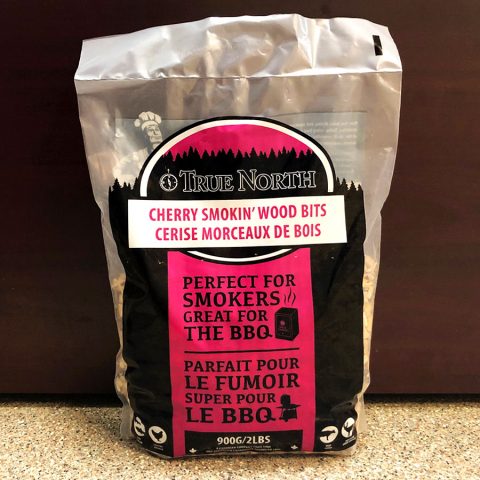 TRUE NORTH
CHERRY SMOKIN' WOOD BITS
CERISE MORCEAUX DE BOIS
PERFECT FOR
SMOKERS
GREAT FOR
THE BBQ
PARFAIT POUR
LE FUMOIR
SUPER POUR
LE BBQ
900G/2LBS